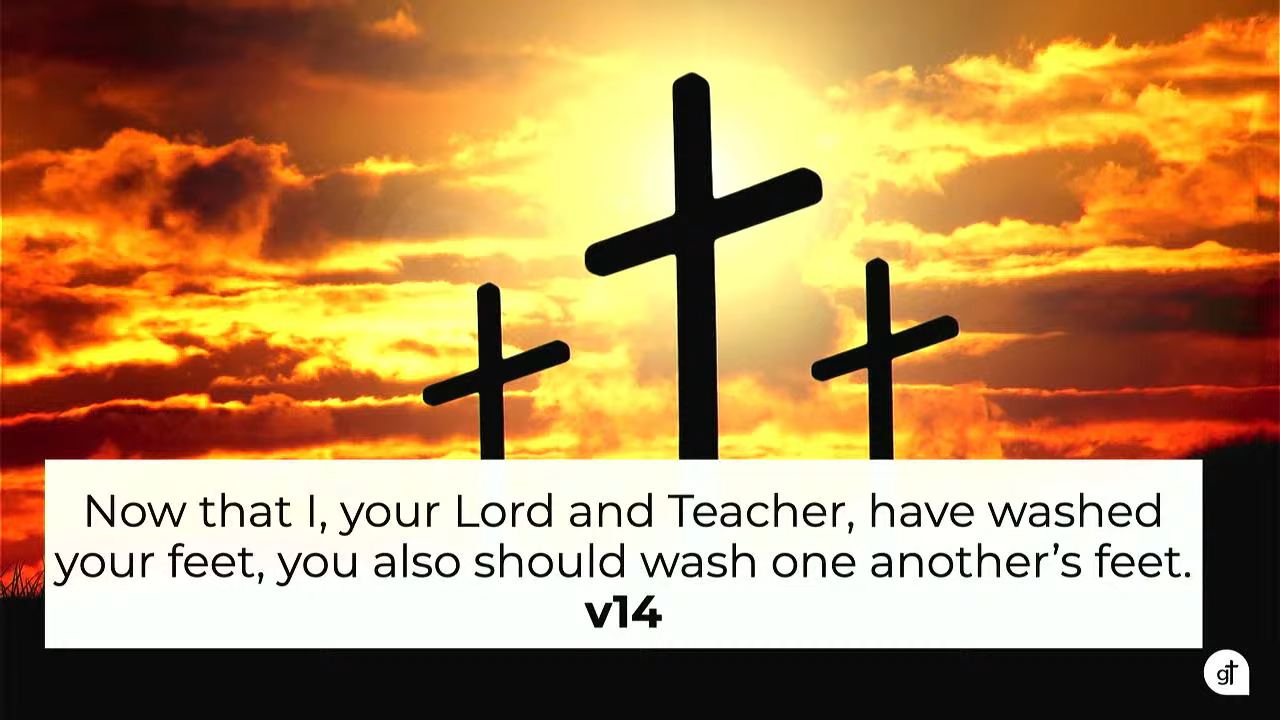 Now that I, your Lord and Teacher, have washed
your feet, you also should wash one another’s feet.
v14
gt